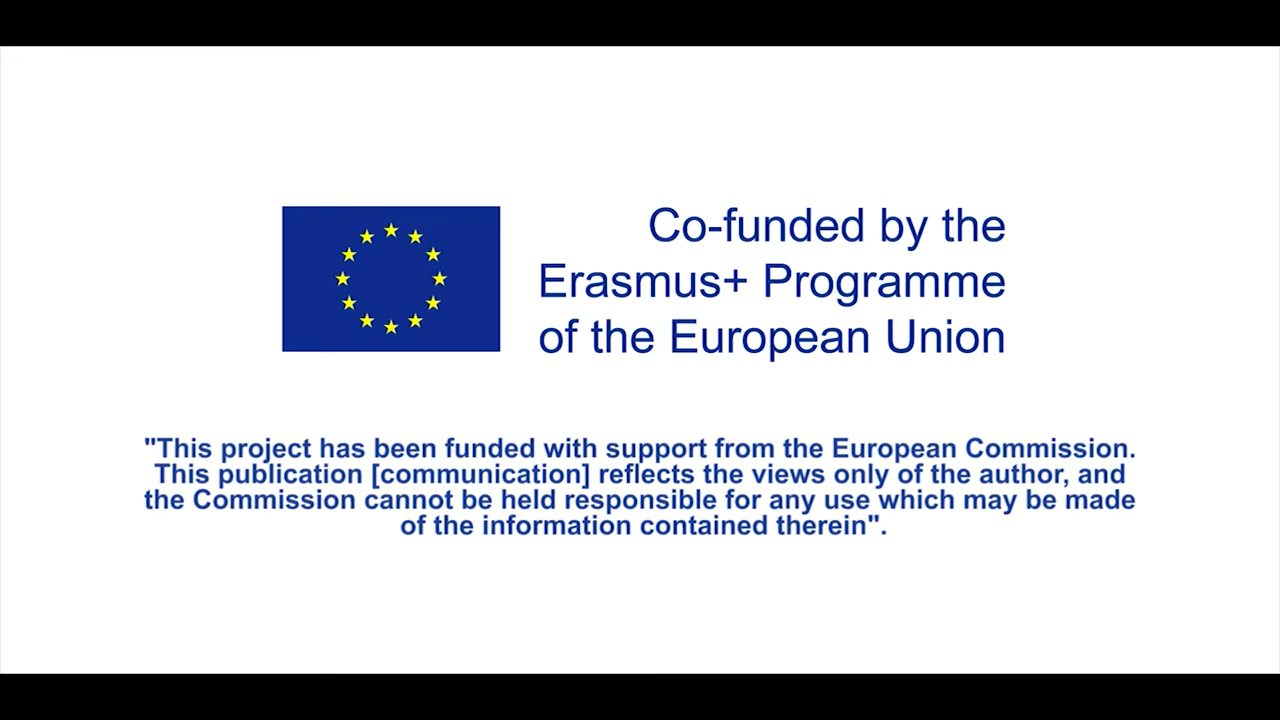 Co-funded by the
Erasmus+ Programme
of the European Union
"This project has been funded with support from the European Commission.
This publication [communication] reflects the views only of the author, and
the Commission cannot be held responsible for any use which may be made
of the information contained therein".